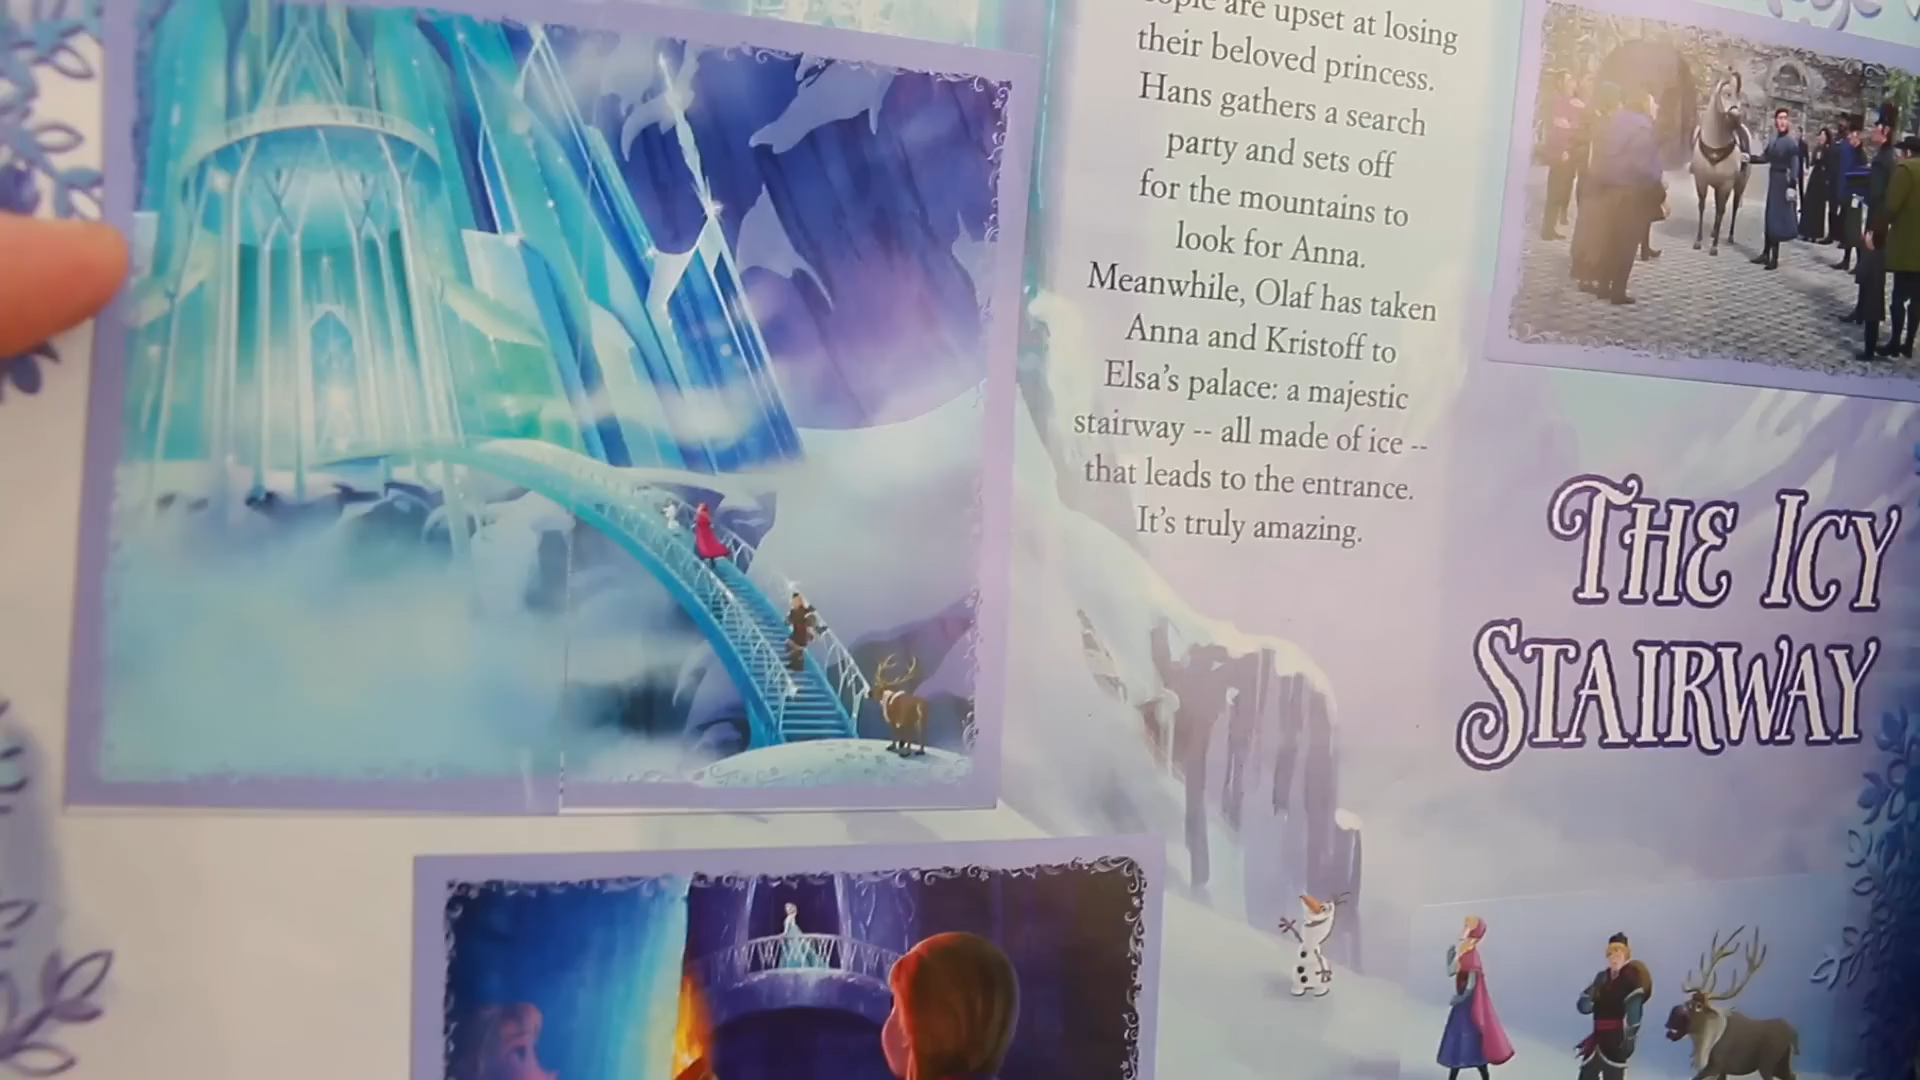 are upset at losing
their beloved princess.
Hans gathers a search
party and sets off
for the mountains to
look for Anna.
Meanwhile, Olaf has taken
Anna and Kristoff to
Elsa's palace: a majestic
stairway -- all made of ice --
that leads to the entrance.
It's truly amazing.
THE ICY
STAIRWAY